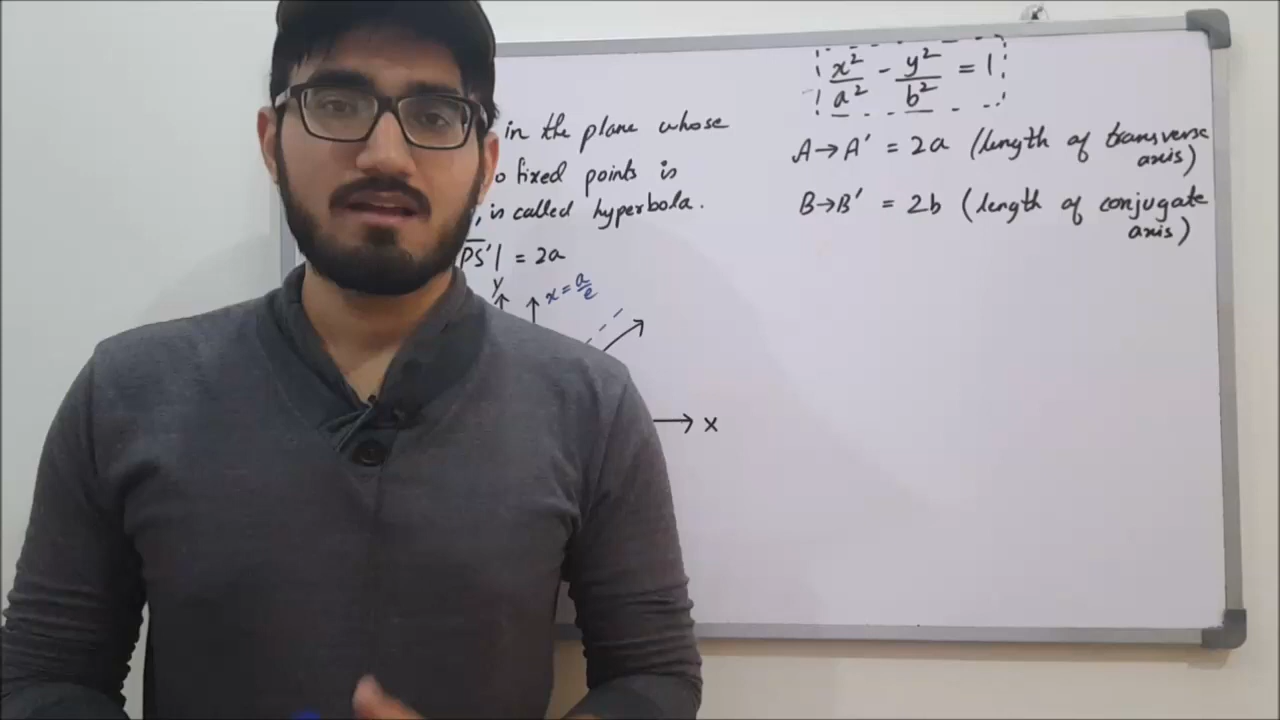 in the plane whose
fixed points is
, is called hyperbola.
PS'| = 2a
y
x = a/e
x
x²/a² - y²/b² = 1
A→A' = 2a (length of transverse
axis)
B→B' = 2b (length of conjugate
axis)